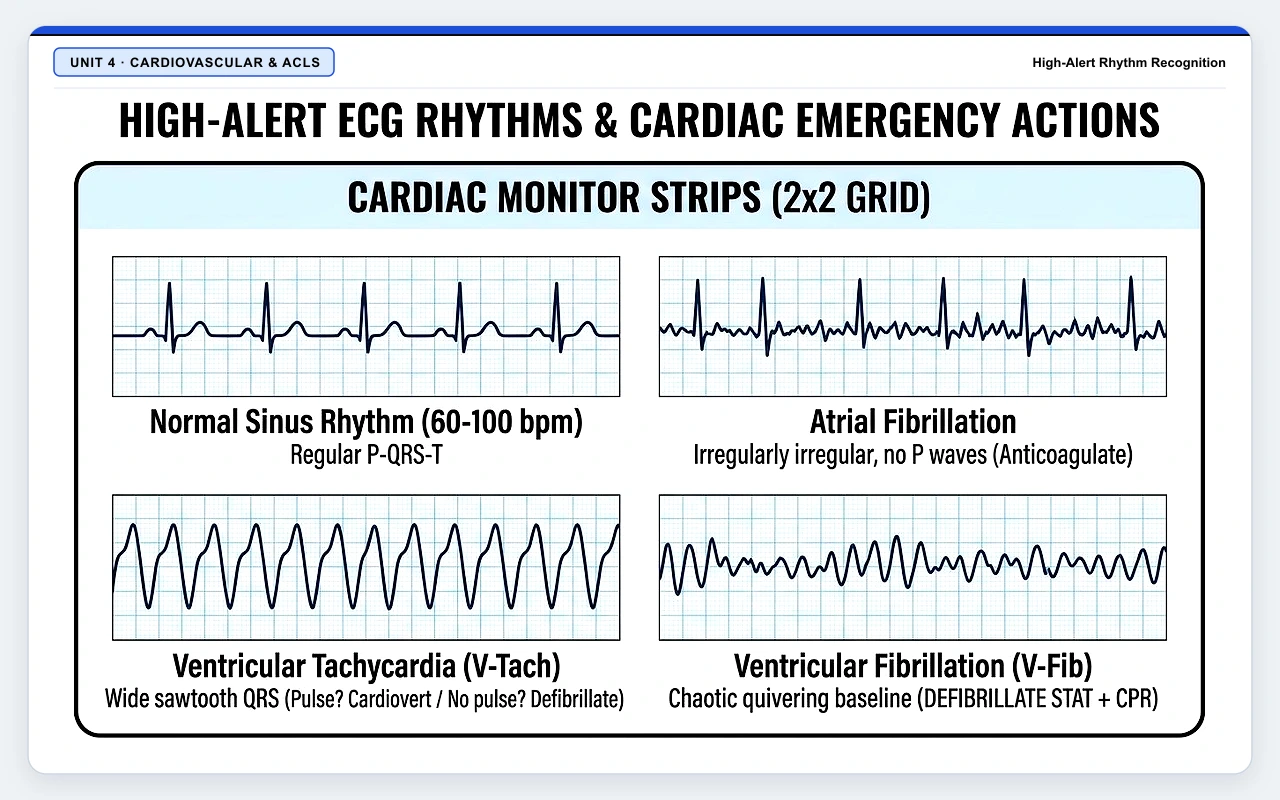 UNIT 4 · CARDIOVASCULAR & ACLS
High-Alert Rhythm Recognition
HIGH-ALERT ECG RHYTHMS & CARDIAC EMERGENCY ACTIONS
CARDIAC MONITOR STRIPS (2x2 GRID)
Normal Sinus Rhythm (60-100 bpm)
Regular P-QRS-T
Atrial Fibrillation
Irregularly irregular, no P waves (Anticoagulate)
Ventricular Tachycardia (V-Tach)
Wide sawtooth QRS (Pulse? Cardiovert / No pulse? Defibrillate)
Ventricular Fibrillation (V-Fib)
Chaotic quivering baseline (DEFIBRILLATE STAT + CPR)